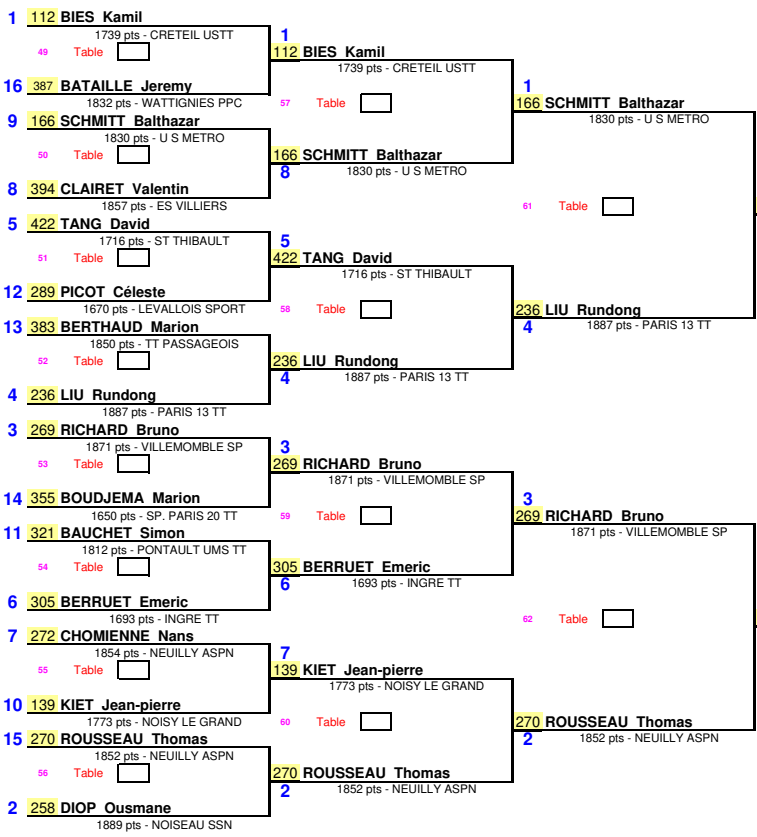 1 112 BIES Kamil
1739 pts - CRETEIL USTT
49 Table
16 387 BATAILLE Jeremy
1832 pts - WATTIGNIES PPC
9 166 SCHMITT Balthazar
1830 pts - U S METRO
50 Table
8 394 CLAIRET Valentin
1857 pts - ES VILLIERS
5 422 TANG David
1716 pts - ST THIBAULT
51 Table
12 289 PICOT Céleste
1670 pts - LEVALLOIS SPORT
13 383 BERTHAUD Marion
1850 pts - TT PASSAGEOIS
52 Table
4 236 LIU Rundong
1887 pts - PARIS 13 TT
3 269 RICHARD Bruno
1871 pts - VILLEMOMBLE SP
53 Table
14 355 BOUDJEMA Marion
1650 pts - SP. PARIS 20 TT
11 321 BAUCHET Simon
1812 pts - PONTAULT UMS TT
54 Table
6 305 BERRUET Emeric
1693 pts - INGRE TT
7 272 CHOMIENNE Nans
1854 pts - NEUILLY ASPN
55 Table
10 139 KIET Jean-pierre
1773 pts - NOISY LE GRAND
15 270 ROUSSEAU Thomas
1852 pts - NEUILLY ASPN
56 Table
2 258 DIOP Ousmane
1889 pts - NOISEAU SSN
1
112 BIES Kamil
1739 pts - CRETEIL USTT
57 Table
166 SCHMITT Balthazar
8 1830 pts - U S METRO
5
422 TANG David
1716 pts - ST THIBAULT
58 Table
236 LIU Rundong
4 1887 pts - PARIS 13 TT
3
269 RICHARD Bruno
1871 pts - VILLEMOMBLE SP
59 Table
305 BERRUET Emeric
6 1693 pts - INGRE TT
7
139 KIET Jean-pierre
1773 pts - NOISY LE GRAND
60 Table
270 ROUSSEAU Thomas
2 1852 pts - NEUILLY ASPN
1
166 SCHMITT Balthazar
1830 pts - U S METRO
61 Table
236 LIU Rundong
4 1887 pts - PARIS 13 TT
3
269 RICHARD Bruno
1871 pts - VILLEMOMBLE SP
62 Table
270 ROUSSEAU Thomas
2 1852 pts - NEUILLY ASPN